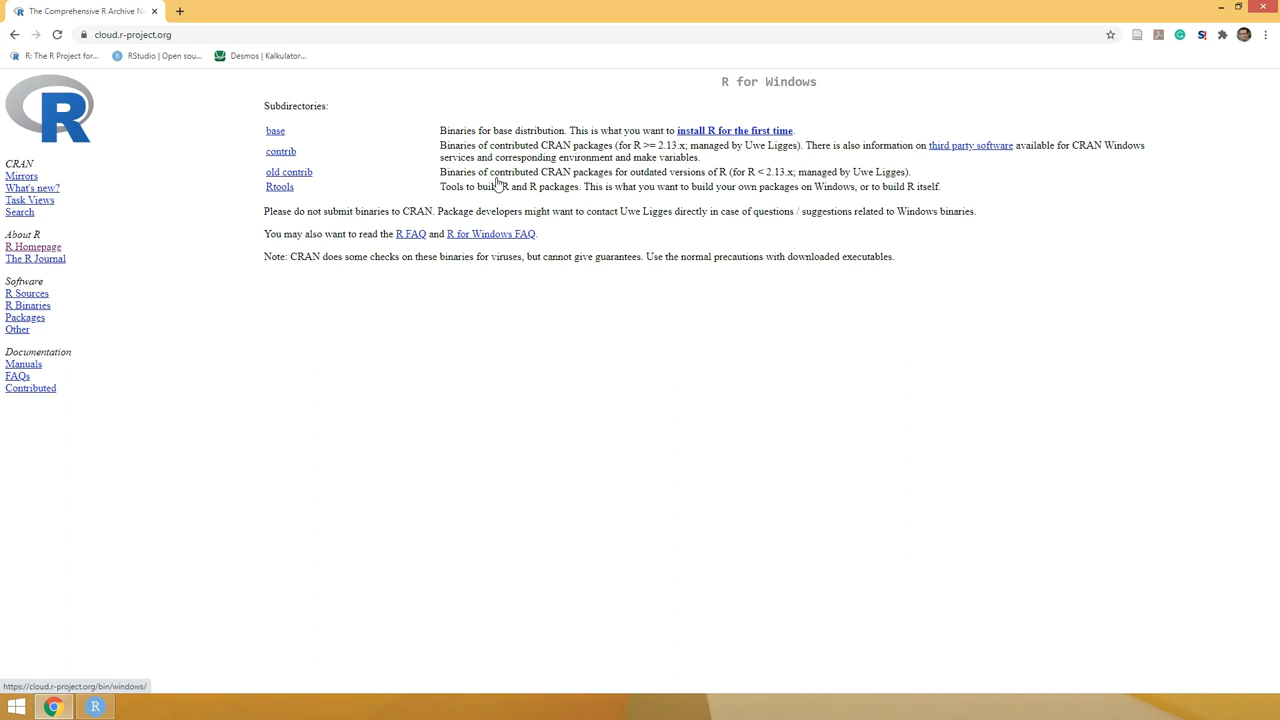 The Comprehensive R Archive Ne
cloud.r-project.org
R: The R Project for...
RStudio | Open sou...
Desmos | Kalkulator...
R
R for Windows
Subdirectories:
base
Binaries for base distribution. This is what you want to install R for the first time.
contrib
Binaries of contributed CRAN packages (for R >= 2.13.x; managed by Uwe Ligges). There is also information on third party software available for CRAN Windows
services and corresponding environment and make variables.
old contrib
Binaries of contributed CRAN packages for outdated versions of R (for R < 2.13.x; managed by Uwe Ligges).
Rtools
Tools to build R and R packages. This is what you want to build your own packages on Windows, or to build R itself.
Please do not submit binaries to CRAN. Package developers might want to contact Uwe Ligges directly in case of questions / suggestions related to Windows binaries.
You may also want to read the R FAQ and R for Windows FAQ.
Note: CRAN does some checks on these binaries for viruses, but cannot give guarantees. Use the normal precautions with downloaded executables.
CRAN
Mirrors
What's new?
Task Views
Search
About R
R Homepage
The R Journal
Software
R Sources
R Binaries
Packages
Other
Documentation
Manuals
FAQs
Contributed
https://cloud.r-project.org/bin/windows/
R